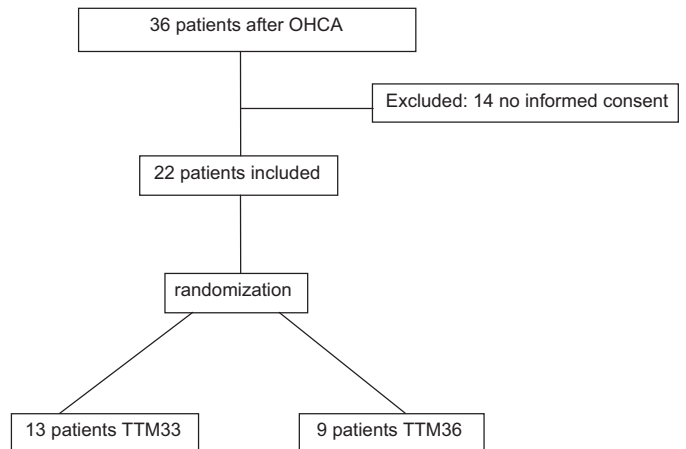 36 patients after OHCA
Excluded: 14 no informed consent
22 patients included
randomization
13 patients TTM33
9 patients TTM36